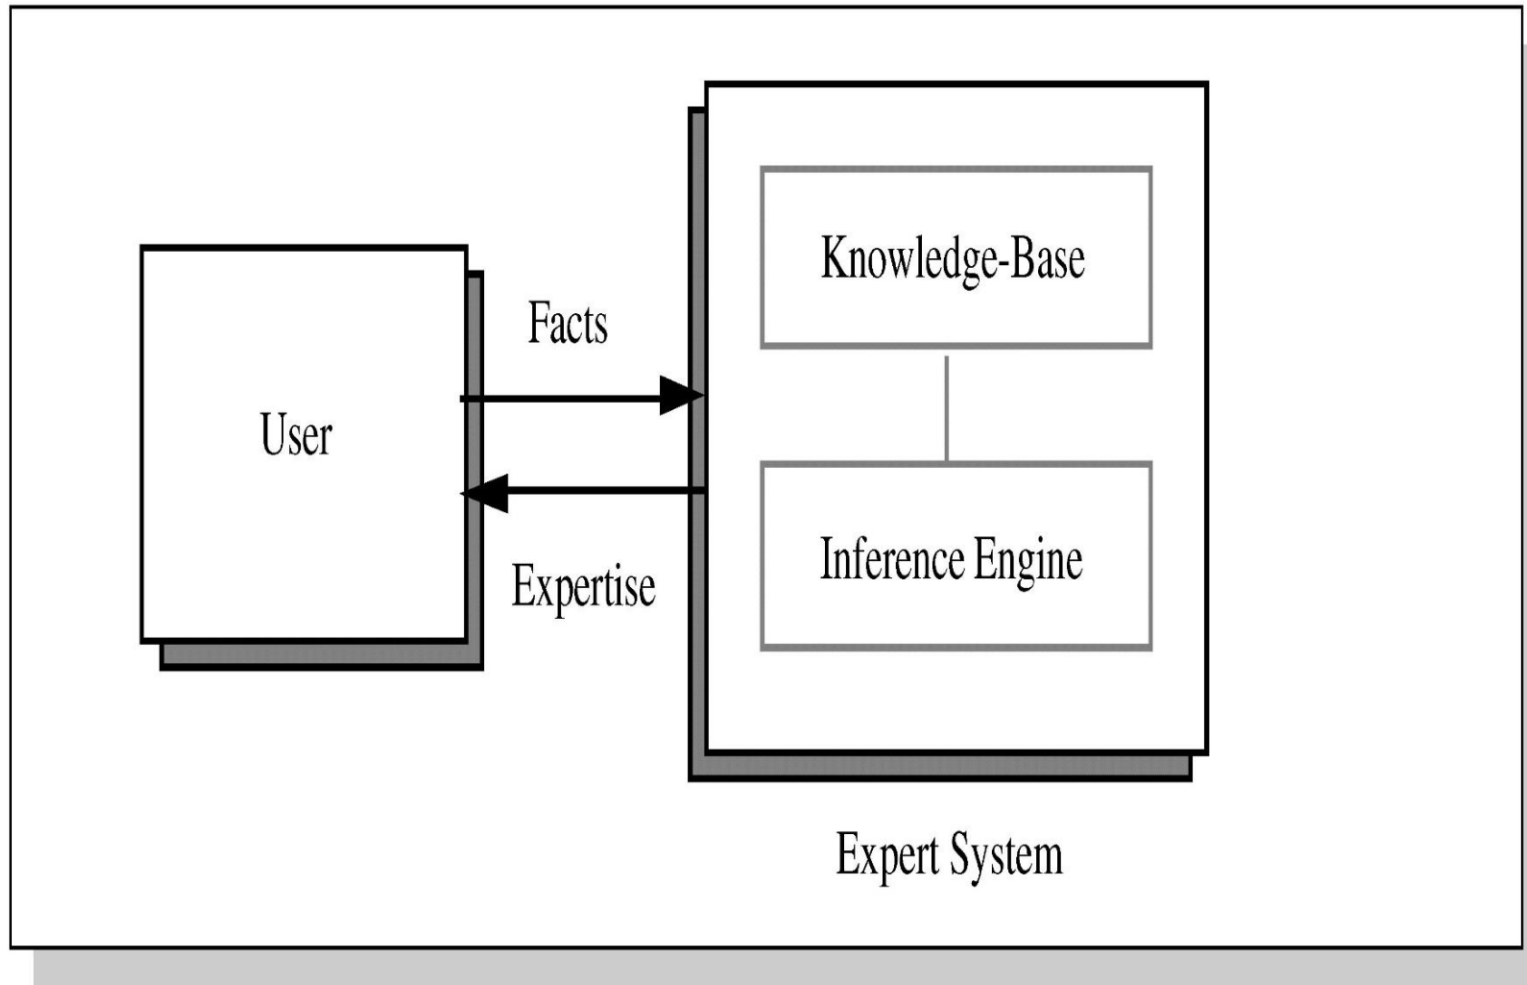 Knowledge-Base
Facts
User
Inference Engine
Expertise
Expert System